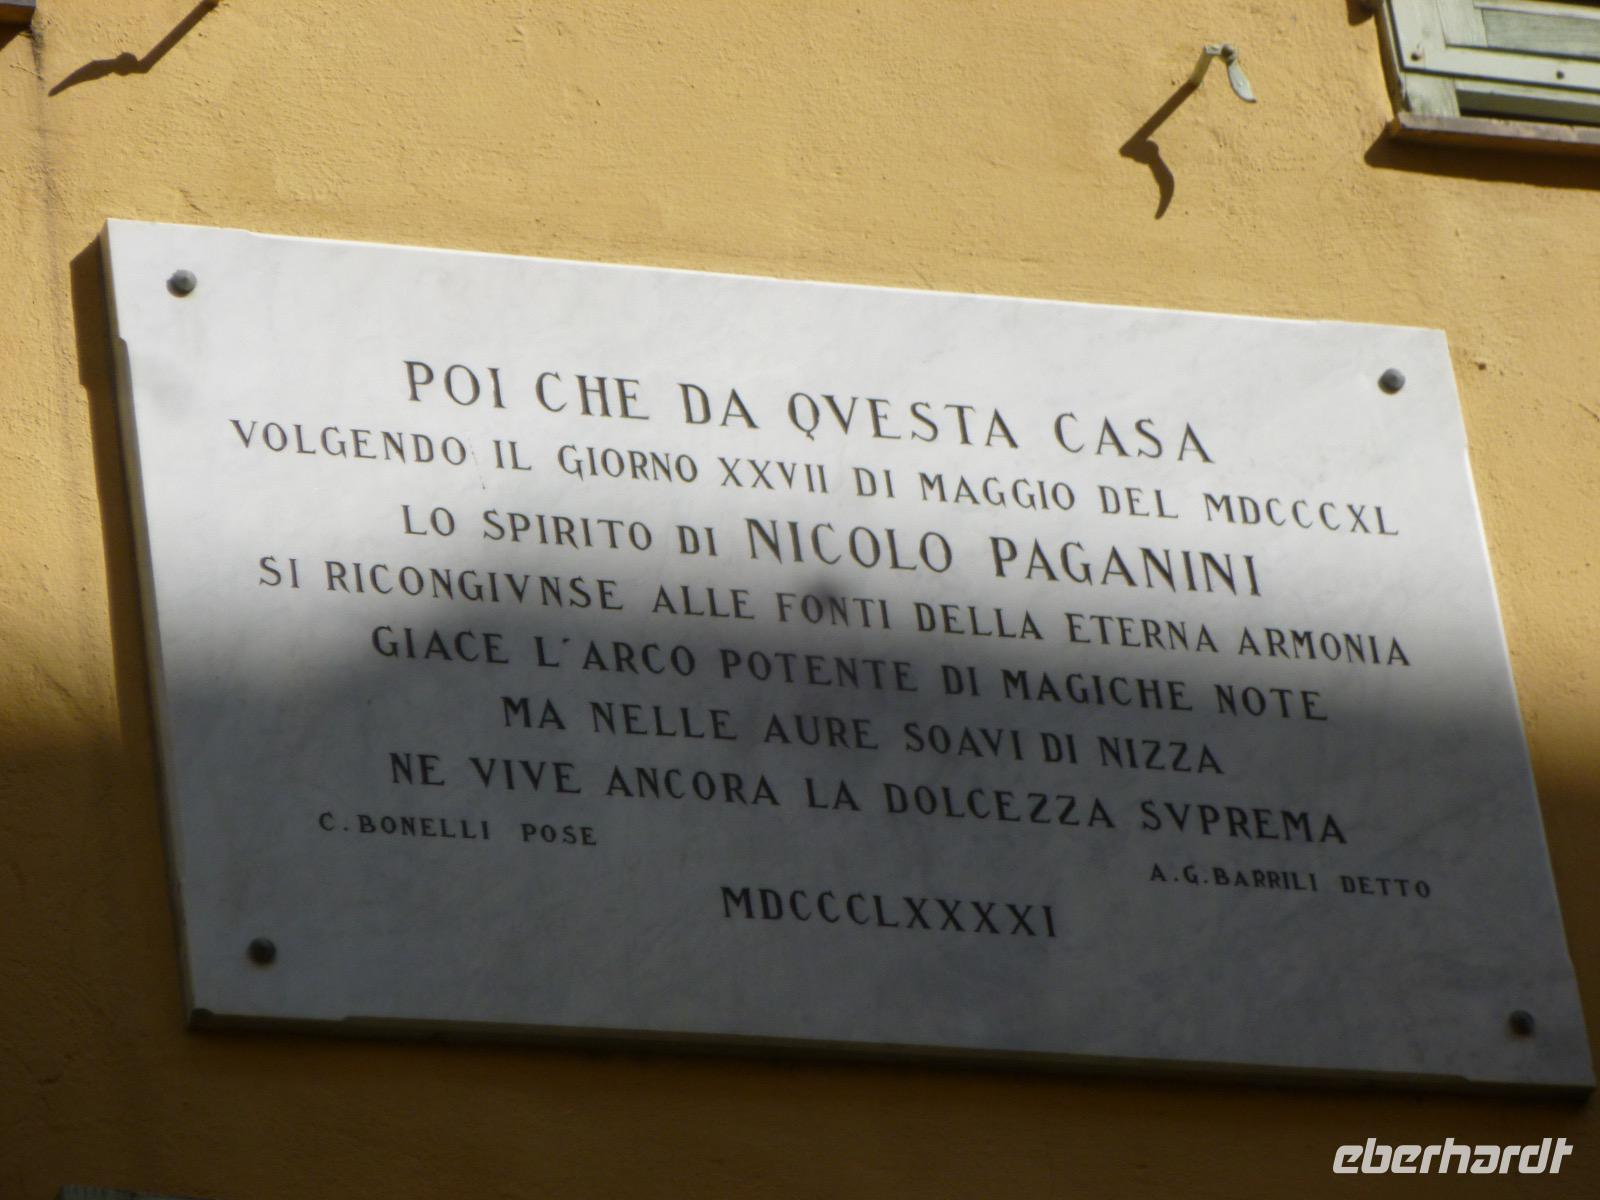 POI CHE DA QVESTA CASA
VOLGENDO IL GIORNO XXVII DI MAGGIO DEL MDCCCXL
LO SPIRITO DI NICOLO PAGANINI
SI RICONGIVNSE ALLE FONTI DELLA ETERNA ARMONIA
GIACE L'ARCO POTENTE DI MAGICHE NOTE
MA NELLE AURE SOAVI DI NIZZA
NE VIVE ANCORA LA DOLCEZZA SVPREMA
C. BONELLI POSE
A.G. BARRILI DETTO
MDCCCLXXXXI
eberhardt